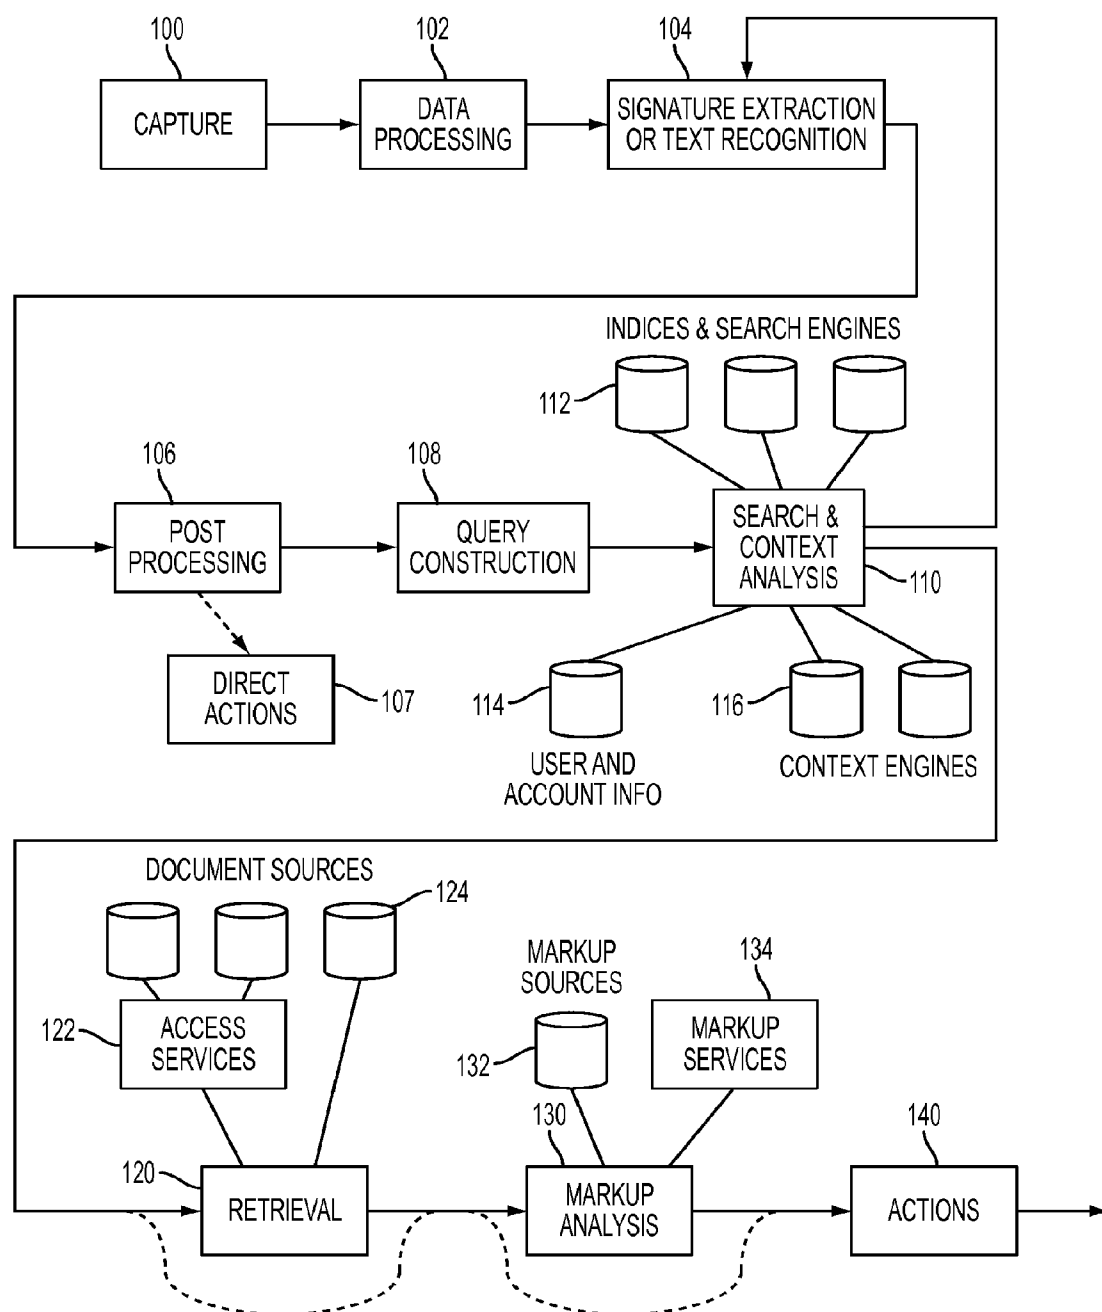 100
102
104
CAPTURE
DATA
PROCESSING
SIGNATURE EXTRACTION
OR TEXT RECOGNITION
INDICES & SEARCH ENGINES
112
106
108
POST
PROCESSING
QUERY
CONSTRUCTION
SEARCH &
CONTEXT
ANALYSIS
110
DIRECT
ACTIONS
107
114
116
USER AND
ACCOUNT INFO
CONTEXT ENGINES
DOCUMENT SOURCES
124
MARKUP
SOURCES
134
122
ACCESS
SERVICES
132
MARKUP
SERVICES
130
140
120
RETRIEVAL
MARKUP
ANALYSIS
ACTIONS